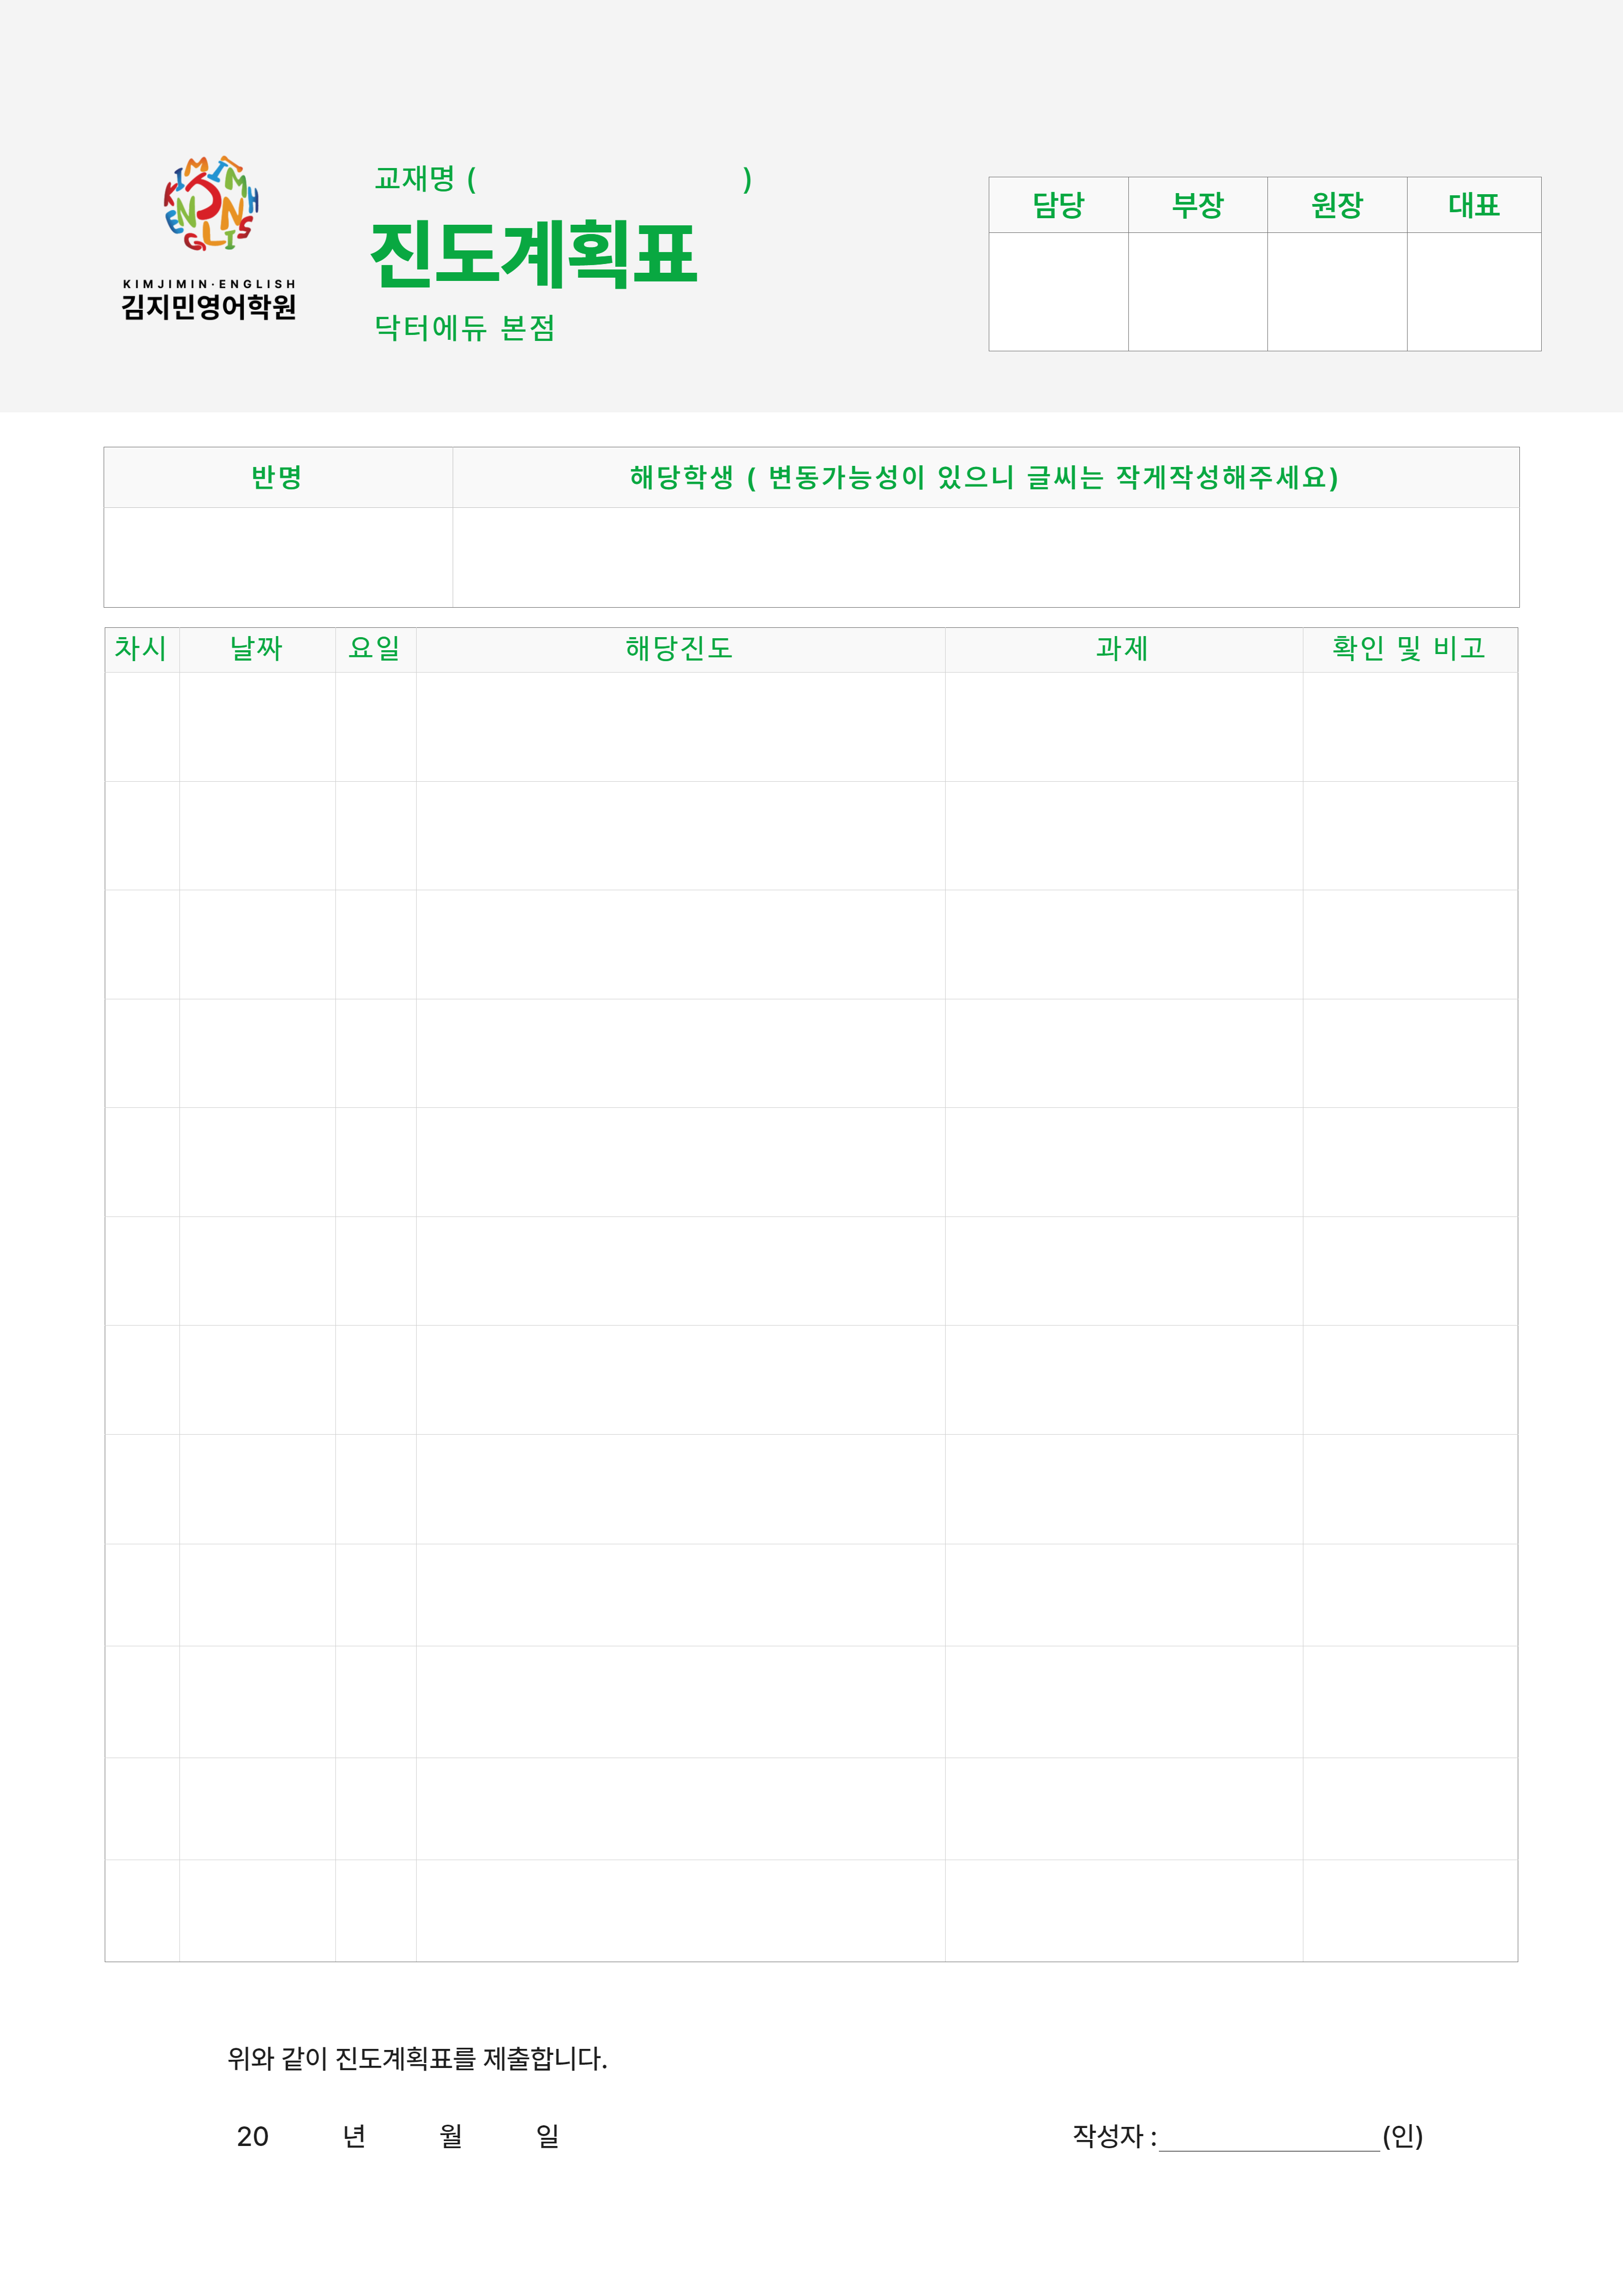 KIMJIMIN·ENGLISH
김지민영어학원
교재명 ( )
진도계획표
닥터에듀 본점
담당 부장 원장 대표
반명 해당학생 ( 변동가능성이 있으니 글씨는 작게작성해주세요)
차시 날짜 요일 해당진도 과제 확인 및 비고
위와 같이 진도계획표를 제출합니다.
20 년 월 일 작성자 : (인)